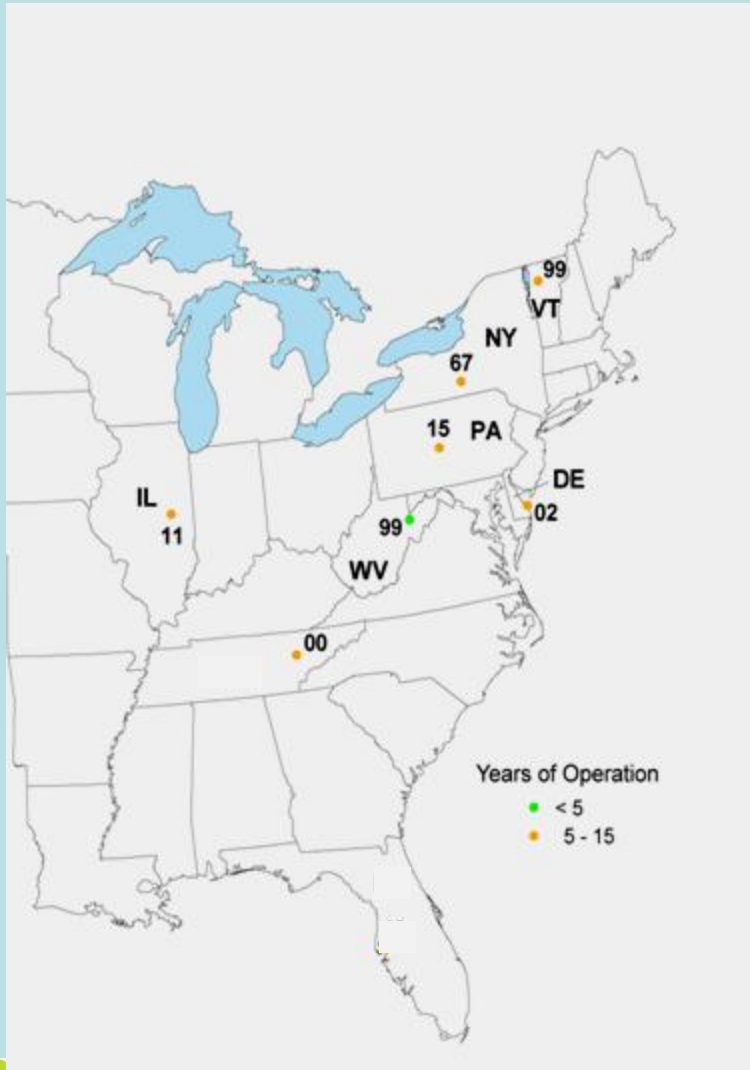 99
VT
NY
67
15 PA
DE
02
IL
11
99
WV
00
Years of Operation
< 5
5 - 15